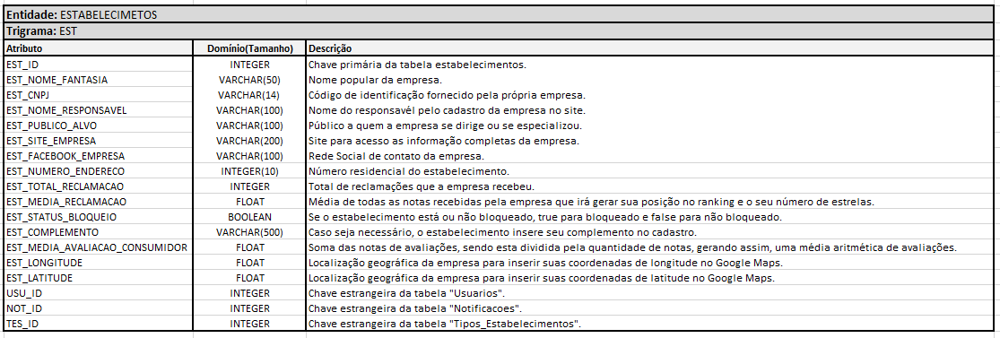 Entidade: ESTABELECIMETOS
Trigrama: EST
Atributo Domínio(Tamanho) Descrição
EST_ID INTEGER Chave primária da tabela estabelecimentos.
EST_NOME_FANTASIA VARCHAR(50) Nome popular da empresa.
EST_CNPJ VARCHAR(14) Código de identificação fornecido pela própria empresa.
EST_NOME_RESPONSAVEL VARCHAR(100) Nome do responsavél pelo cadastro da empresa no site.
EST_PUBLICO_ALVO VARCHAR(100) Público a quem a empresa se dirige ou se especializou.
EST_SITE_EMPRESA VARCHAR(200) Site para acesso as informação completas da empresa.
EST_FACEBOOK_EMPRESA VARCHAR(100) Rede Social de contato da empresa.
EST_NUMERO_ENDERECO INTEGER(10) Número residencial do estabelecimento.
EST_TOTAL_RECLAMACAO INTEGER Total de reclamações que a empresa recebeu.
EST_MEDIA_RECLAMACAO FLOAT Média de todas as notas recebidas pela empresa que irá gerar sua posição no ranking e o seu número de estrelas.
EST_STATUS_BLOQUEIO BOOLEAN Se o estabelecimento está ou não bloqueado, true para bloqueado e false para não bloqueado.
EST_COMPLEMENTO VARCHAR(500) Caso seja necessário, o estabelecimento insere seu complemento no cadastro.
EST_MEDIA_AVALIACAO_CONSUMIDOR FLOAT Soma das notas de avaliações, sendo esta dividida pela quantidade de notas, gerando assim, uma média aritmética de avaliações.
EST_LONGITUDE FLOAT Localização geográfica da empresa para inserir suas coordenadas de longitude no Google Maps.
EST_LATITUDE FLOAT Localização geográfica da empresa para inserir suas coordenadas de latitude no Google Maps.
USU_ID INTEGER Chave estrangeira da tabela "Usuarios".
NOT_ID INTEGER Chave estrangeira da tabela "Notificacoes".
TES_ID INTEGER Chave estrangeira da tabela "Tipos_Estabelecimentos".